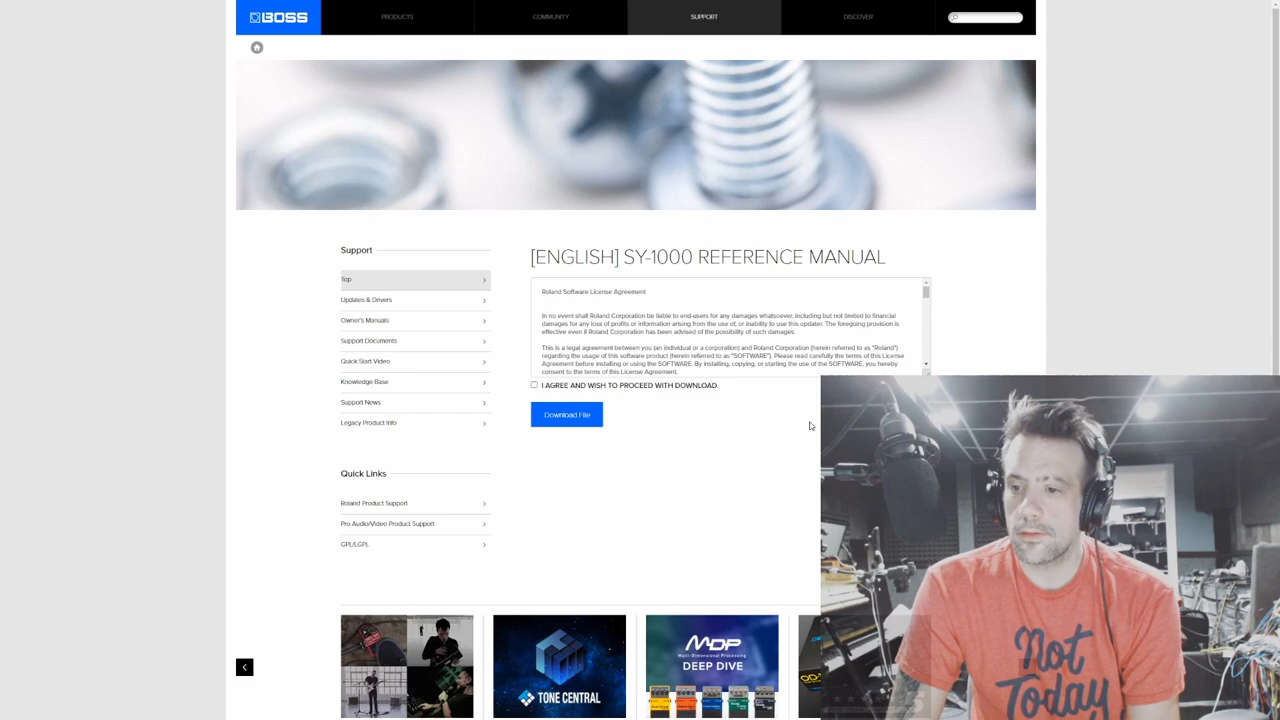 BOSS
PRODUCTS
COMMUNITY
SUPPORT
DISCOVER
Support
Top
Updates & Drivers
Owner's Manuals
Support Documents
Quick Start Video
Knowledge Base
Support News
Legacy Product Info
Quick Links
Roland Product Support
Pro Audio/Video Product Support
GPL/LGPL
[ENGLISH] SY-1000 REFERENCE MANUAL
Roland Software License Agreement
In no event shall Roland Corporation be liable to end-users for any damages whatsoever, including but not limited to financial
damages for any loss of profits or information arising from the use of, or inability to use this updater. The foregoing provision is
effective even if Roland Corporation has been advised of the possibility of such damages.
This is a legal agreement between you (an individual or a corporation) and Roland Corporation (herein referred to as "Roland")
regarding the usage of this software product (herein referred to as "SOFTWARE"). Please read carefully the terms of this License
Agreement before installing or using the SOFTWARE. By installing, copying, or starting the use of the SOFTWARE, you hereby
consent to the terms of this License Agreement.
I AGREE AND WISH TO PROCEED WITH DOWNLOAD.
Download File
TONE CENTRAL
MDP
Multi-Dimensional Processing
DEEP DIVE
Not
Today